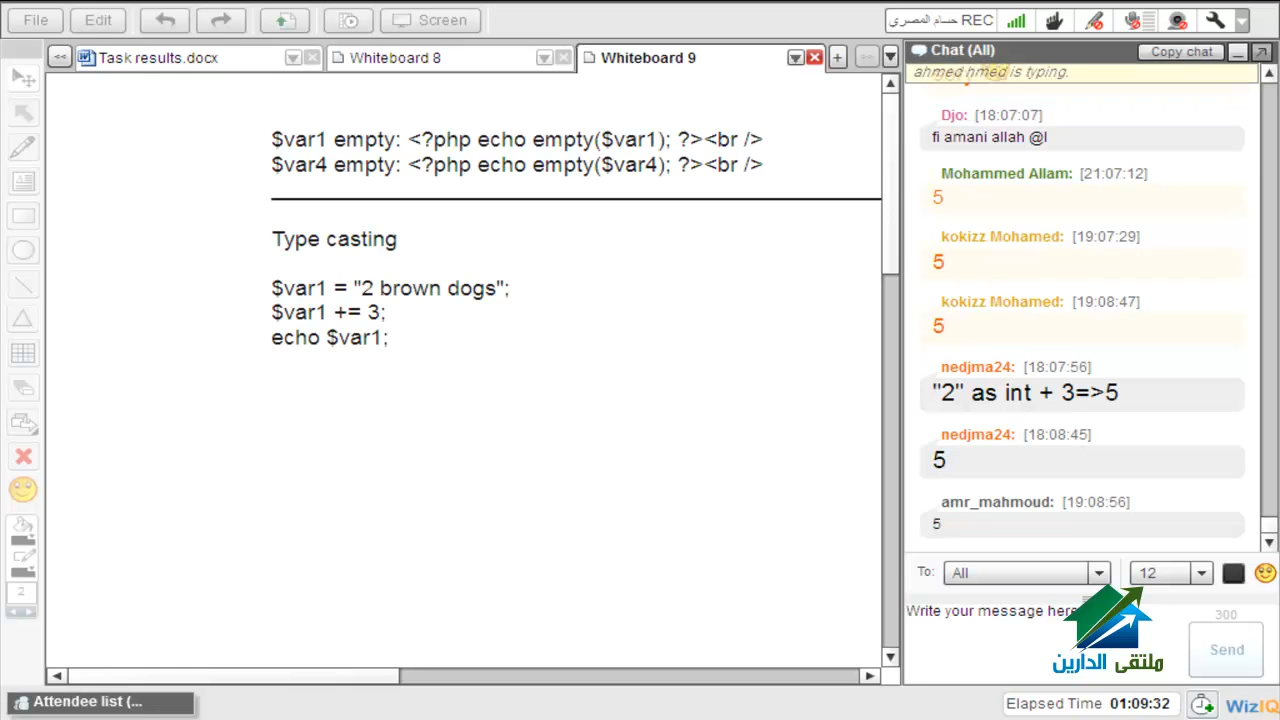 File
Edit
Screen
حسام المصري REC
<<
Task results.docx
Whiteboard 8
Whiteboard 9
+
$var1 empty: <?php echo empty($var1); ?><br />
$var4 empty: <?php echo empty($var4); ?><br />
Type casting
$var1 = "2 brown dogs";
$var1 += 3;
echo $var1;
2
Chat (All)
Copy chat
ahmed hmed is typing.
Djo: [18:07:07]
fi amani allah @l
Mohammed Allam: [21:07:12]
5
kokizz Mohamed: [19:07:29]
5
kokizz Mohamed: [19:08:47]
5
nedjma24: [18:07:56]
"2" as int + 3=>5
nedjma24: [18:08:45]
5
amr_mahmoud: [19:08:56]
5
To:
All
12
Write your message here
300
Send
ملتقى الدارين
Attendee list (...
Elapsed Time 01:09:32
WizIQ